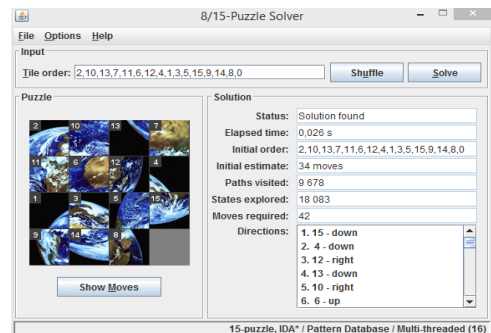 8/15-Puzzle Solver
File Options Help
Input
Tile order: 2,10,13,7,11,6,12,4,1,3,5,15,9,14,8,0 Shuffle Solve
Puzzle
2 10 13 7
11 6 12 4
1 3 5 15
9 14 8
Show Moves
Solution
Status: Solution found
Elapsed time: 0,026 s
Initial order: 2,10,13,7,11,6,12,4,1,3,5,15,9,14,8,0
Initial estimate: 34 moves
Paths visited: 9 678
States explored: 18 083
Moves required: 42
Directions: 1. 15 - down
2. 4 - down
3. 12 - right
4. 13 - down
5. 10 - right
6. 6 - up
15-puzzle, IDA* / Pattern Database / Multi-threaded (16)